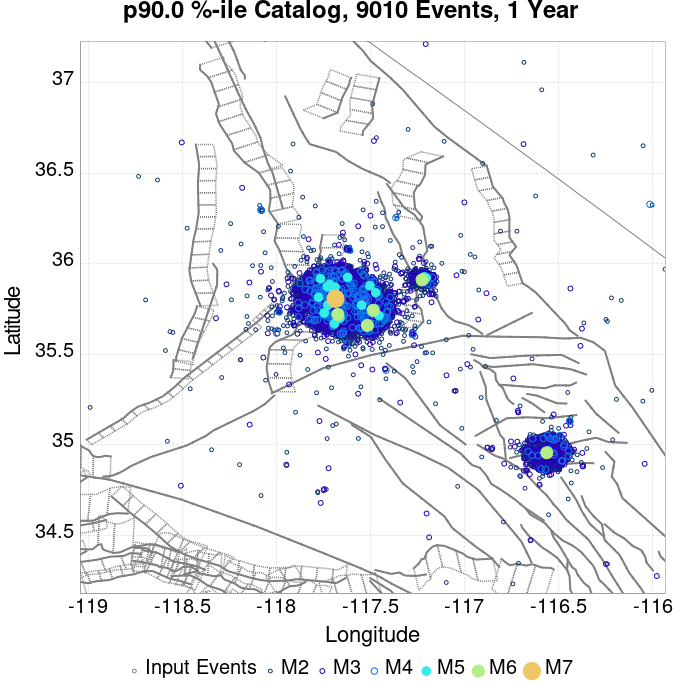 p90.0 %-ile Catalog, 9010 Events, 1 Year
37
36.5
36
35.5
35
34.5
Latitude
-119
-118.5
-118
-117.5
-117
-116.5
-116
Longitude
Input Events
M2
M3
M4
M5
M6
M7